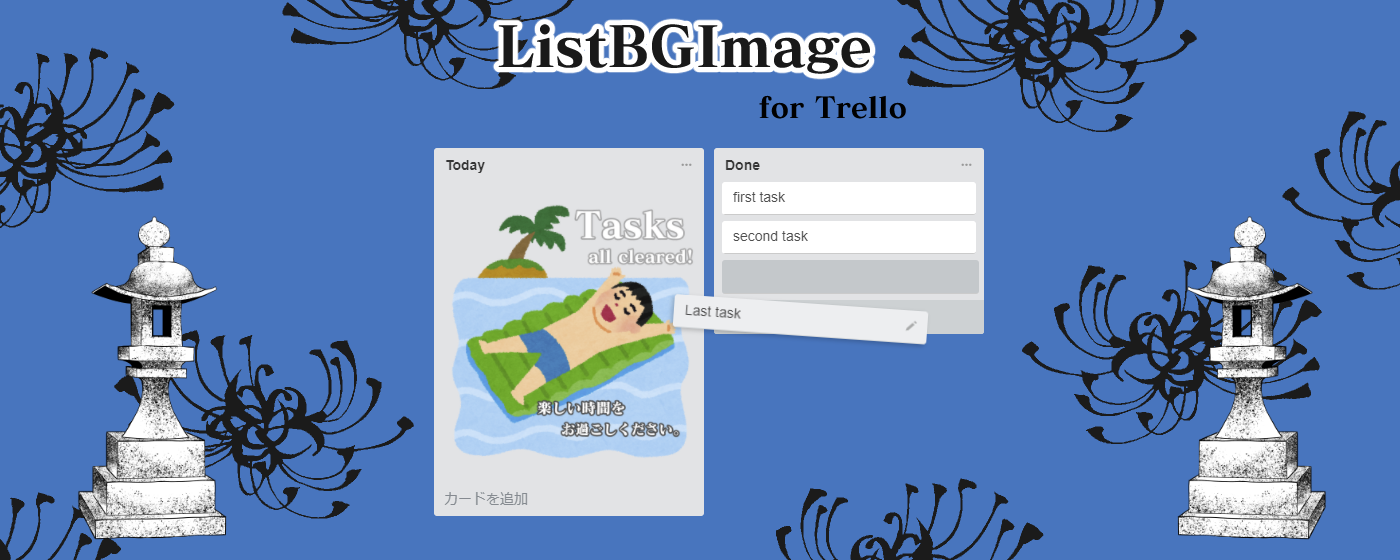 ListBGImage
for Trello
Today
Tasks
all cleared!
楽しい時間を
お過ごしください。
カードを追加
Done
first task
second task
Last task